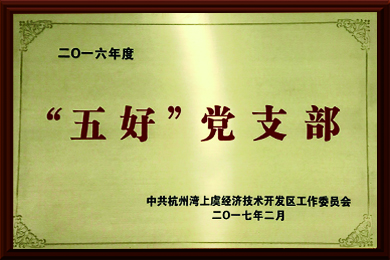 二〇一六年度
“五好”党支部
中共杭州湾上虞经济技术开发区工作委员会
二〇一七年二月